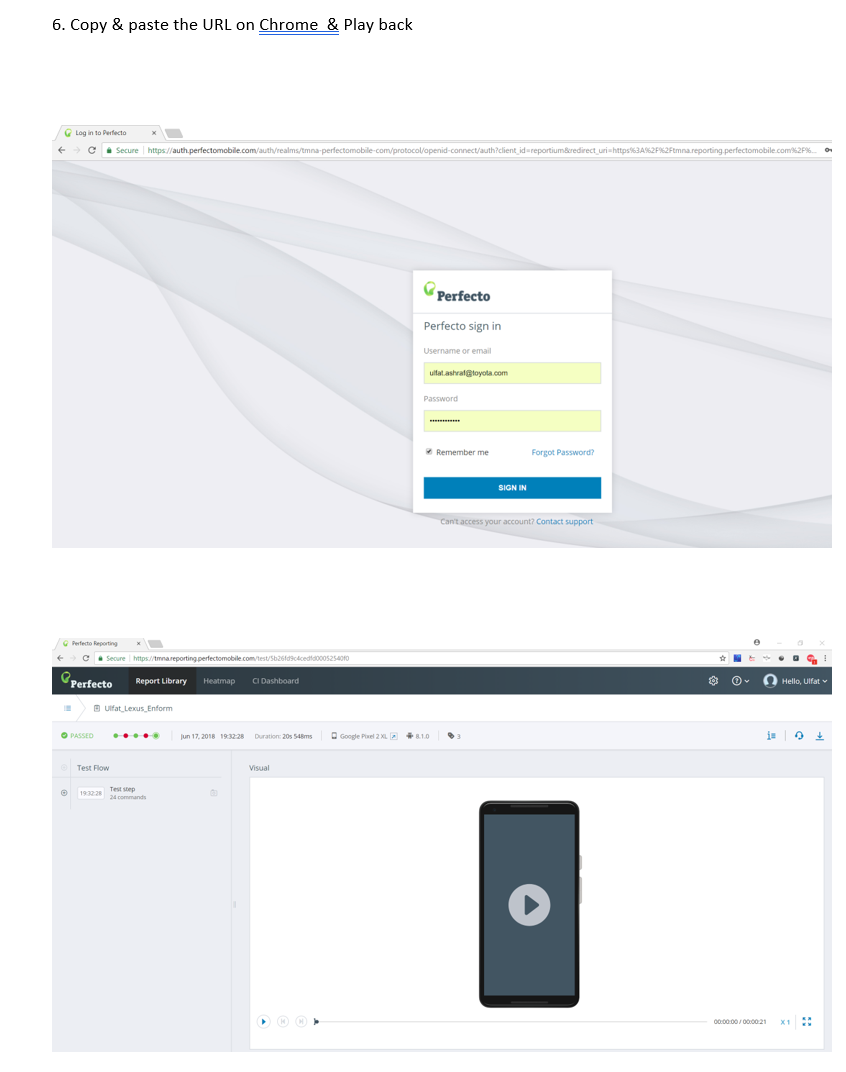 6. Copy & paste the URL on Chrome & Play back
Log in to Perfecto
Secure https://auth.perfectomobile.com/auth/realms/tmna-perfectomobile-com/protocol/openid-connect/auth?client_id=reportium&redirect_uri=https%3A%2F%2Ftmna.reporting.perfectomobile.com%2F%...
Perfecto
Perfecto sign in
Username or email
ulfat.ashraf@toyota.com
Password
••••••••••••
Remember me Forgot Password?
SIGN IN
Can't access your account? Contact support
Perfecto Reporting
Secure https://tmna.reporting.perfectomobile.com/test/
Perfecto Report Library Heatmap CI Dashboard Hello, Ulfat
Ulfat_Lexus_Enform
PASSED Jun 17, 2018 19:32:28 Duration: 20s 548ms Google Pixel 2 XL 8.1.0 3
Test Flow Visual
19:32:28 Test step
24 commands
00:00:00 / 00:00:21 X 1